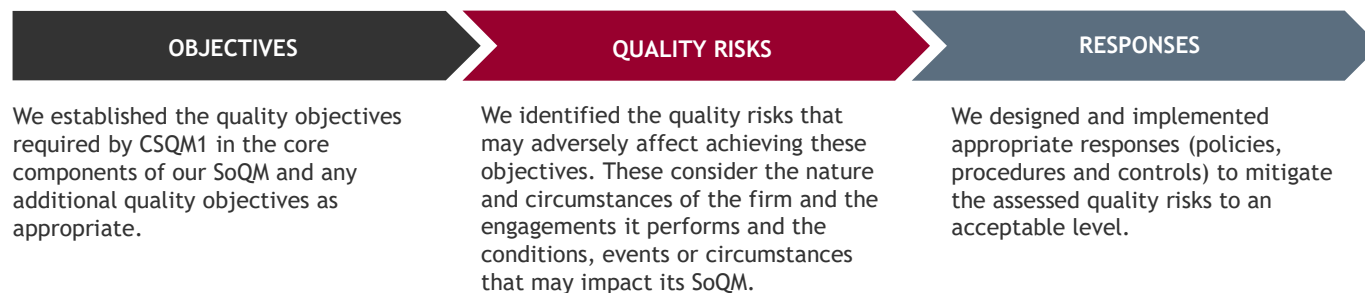 OBJECTIVES
We established the quality objectives
required by CSQM1 in the core
components of our SoQM and any
additional quality objectives as
appropriate.
QUALITY RISKS
We identified the quality risks that
may adversely affect achieving these
objectives. These consider the nature
and circumstances of the firm and the
engagements it performs and the
conditions, events or circumstances
that may impact its SoQM.
RESPONSES
We designed and implemented
appropriate responses (policies,
procedures and controls) to mitigate
the assessed quality risks to an
acceptable level.